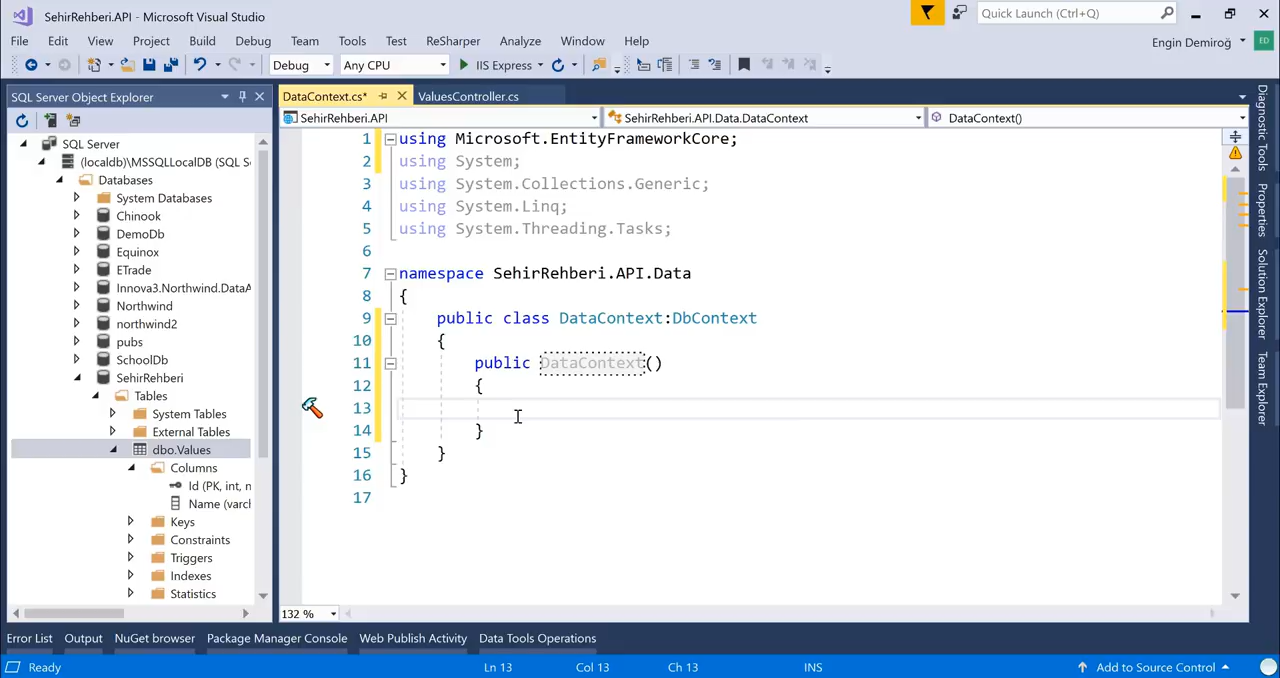 SehirRehberi.API - Microsoft Visual Studio
Quick Launch (Ctrl+Q)
File Edit View Project Build Debug Team Tools Test ReSharper Analyze Window Help
Engin Demiroğ
ED
Debug Any CPU IIS Express
SQL Server Object Explorer
DataContext.cs*
ValuesController.cs
SehirRehberi.API
SehirRehberi.API.Data.DataContext
DataContext()
SQL Server
(localdb)\MSSQLLocalDB (SQL S
Databases
System Databases
Chinook
DemoDb
Equinox
ETrade
Innova3.Northwind.DataA
Northwind
northwind2
pubs
SchoolDb
SehirRehberi
Tables
System Tables
External Tables
dbo.Values
Columns
Id (PK, int, n
Name (varc
Keys
Constraints
Triggers
Indexes
Statistics
1 using Microsoft.EntityFrameworkCore;
2 using System;
3 using System.Collections.Generic;
4 using System.Linq;
5 using System.Threading.Tasks;
6
7 namespace SehirRehberi.API.Data
8 {
9 public class DataContext:DbContext
10 {
11 public DataContext()
12 {
13
14 }
15 }
16 }
17
132 %
Diagnostic Tools
Properties
Solution Explorer
Team Explorer
Error List Output NuGet browser Package Manager Console Web Publish Activity Data Tools Operations
Ready Ln 13 Col 13 Ch 13 INS Add to Source Control